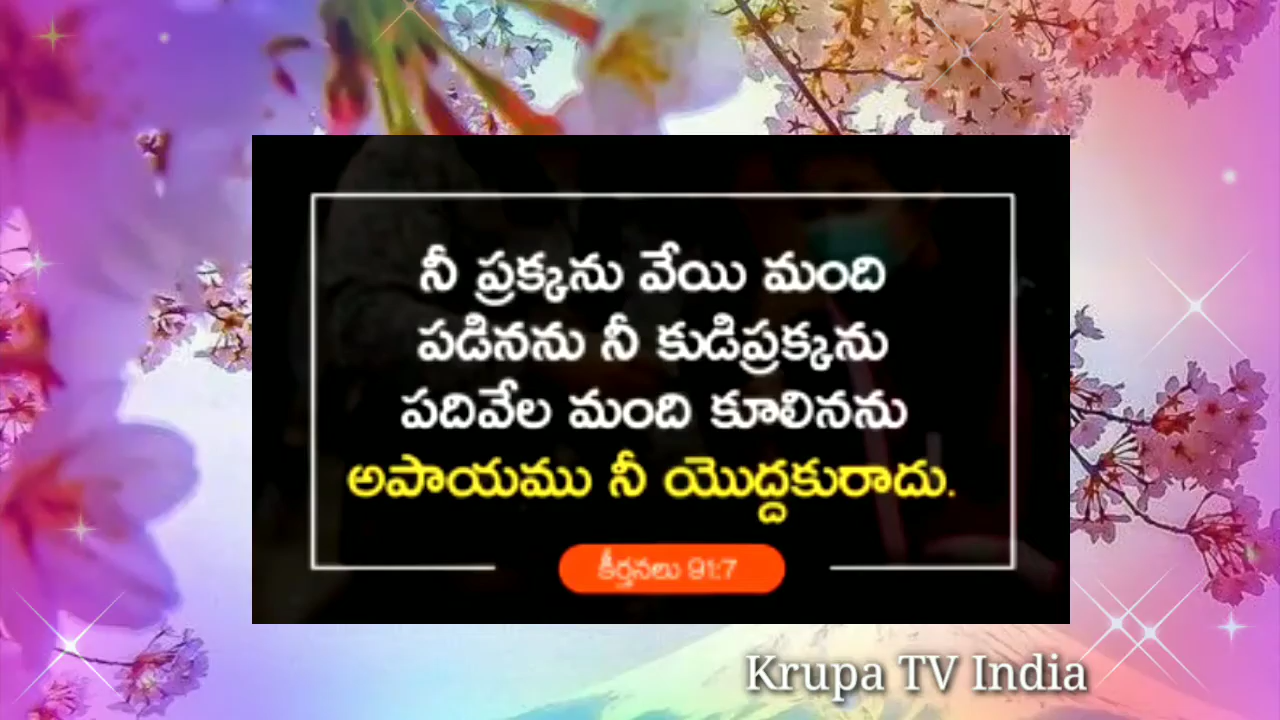 నీ ప్రక్కను వేయి మంది
పడినను నీ కుడిప్రక్కను
పదివేల మంది కూలినను
అపాయము నీ యొద్దకురాదు.
కీర్తనలు 91:7
Krupa TV India